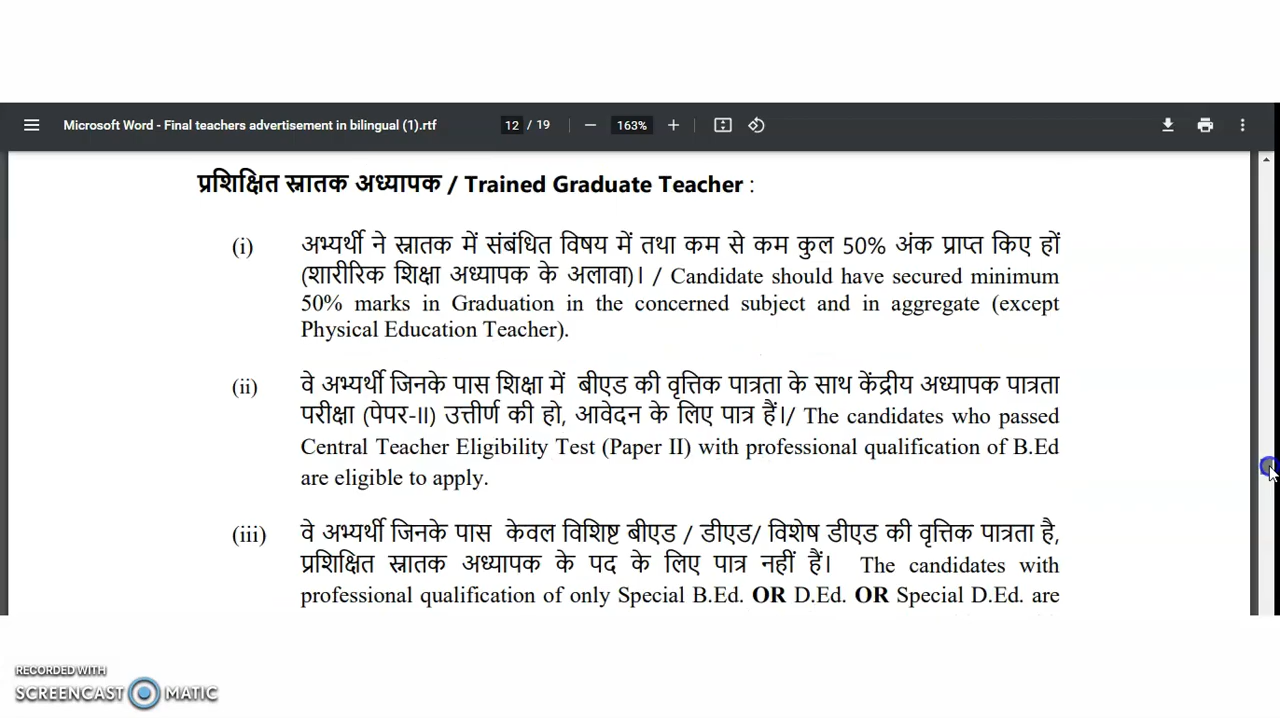 Microsoft Word - Final teachers advertisement in bilingual (1).rtf 12 / 19 163%
प्रशिक्षित स्नातक अध्यापक / Trained Graduate Teacher :
(i) अभ्यर्थी ने स्नातक में संबंधित विषय में तथा कम से कम कुल 50% अंक प्राप्त किए हों
(शारीरिक शिक्षा अध्यापक के अलावा)। / Candidate should have secured minimum
50% marks in Graduation in the concerned subject and in aggregate (except
Physical Education Teacher).
(ii) वे अभ्यर्थी जिनके पास शिक्षा में बीएड की वृत्तिक पात्रता के साथ केंद्रीय अध्यापक पात्रता
परीक्षा (पेपर-II) उत्तीर्ण की हो, आवेदन के लिए पात्र हैं।/ The candidates who passed
Central Teacher Eligibility Test (Paper II) with professional qualification of B.Ed
are eligible to apply.
(iii) वे अभ्यर्थी जिनके पास केवल विशिष्ट बीएड / डीएड/ विशेष डीएड की वृत्तिक पात्रता है,
प्रशिक्षित स्नातक अध्यापक के पद के लिए पात्र नहीं हैं। The candidates with
professional qualification of only Special B.Ed. OR D.Ed. OR Special D.Ed. are
RECORDED WITH
SCREENCAST MATIC